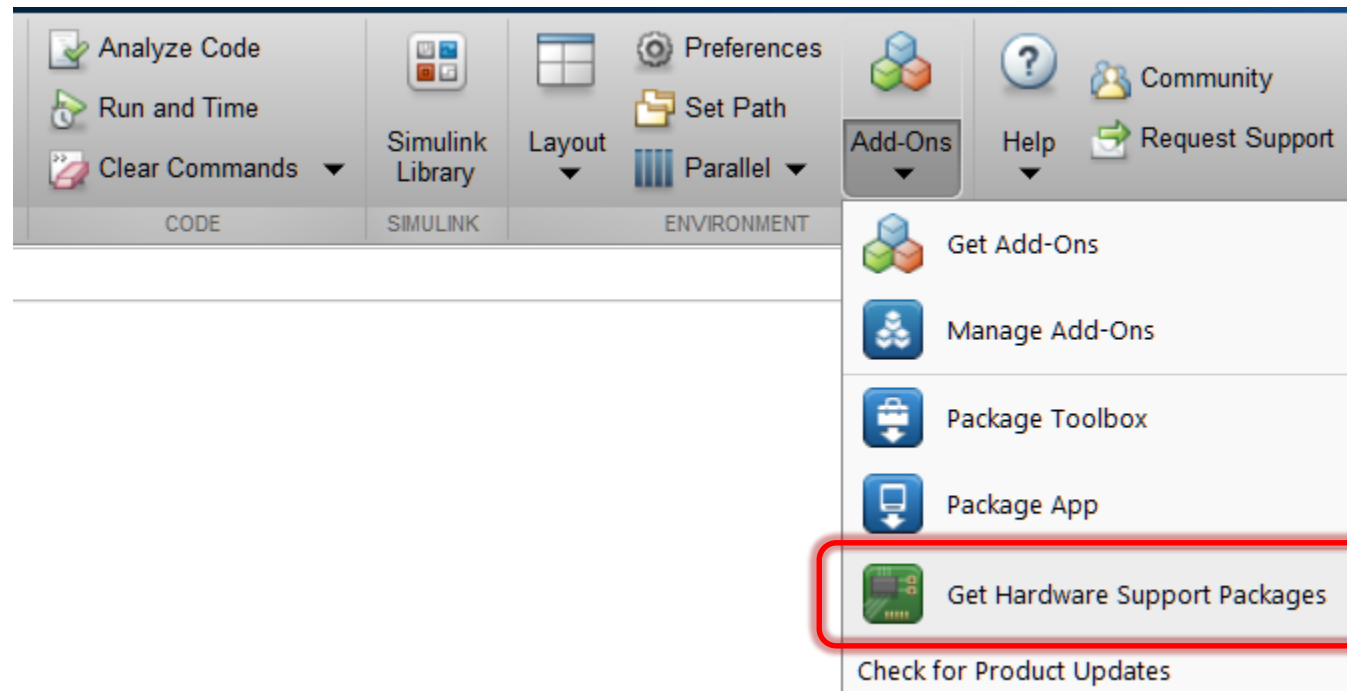 Analyze Code
Run and Time
Clear Commands
CODE
Simulink
Library
SIMULINK
Layout
Preferences
Set Path
Parallel
ENVIRONMENT
Add-Ons
?
Help
Community
Request Support
Get Add-Ons
Manage Add-Ons
Package Toolbox
Package App
Get Hardware Support Packages
Check for Product Updates